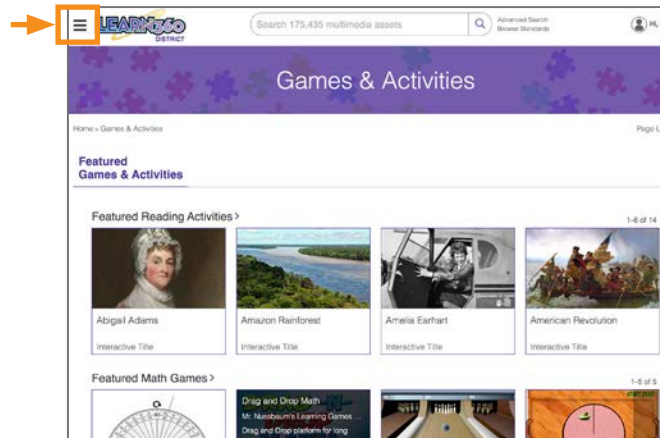 LEARN360
DISTRICT
Search 175,435 multimedia assets
Advanced Search
Browse Standards
Hi,
Games & Activities
Home > Games & Activities
Page L
Featured
Games & Activities
Featured Reading Activities >
1-6 of 14
Abigail Adams
Interactive Title
Amazon Rainforest
Interactive Title
Amelia Earhart
Interactive Title
American Revolution
Interactive Title
Featured Math Games >
1-5 of 5
Drag and Drop Math
Mr. Nussbaum's Learning Games ...
Drag and Drop platform for long